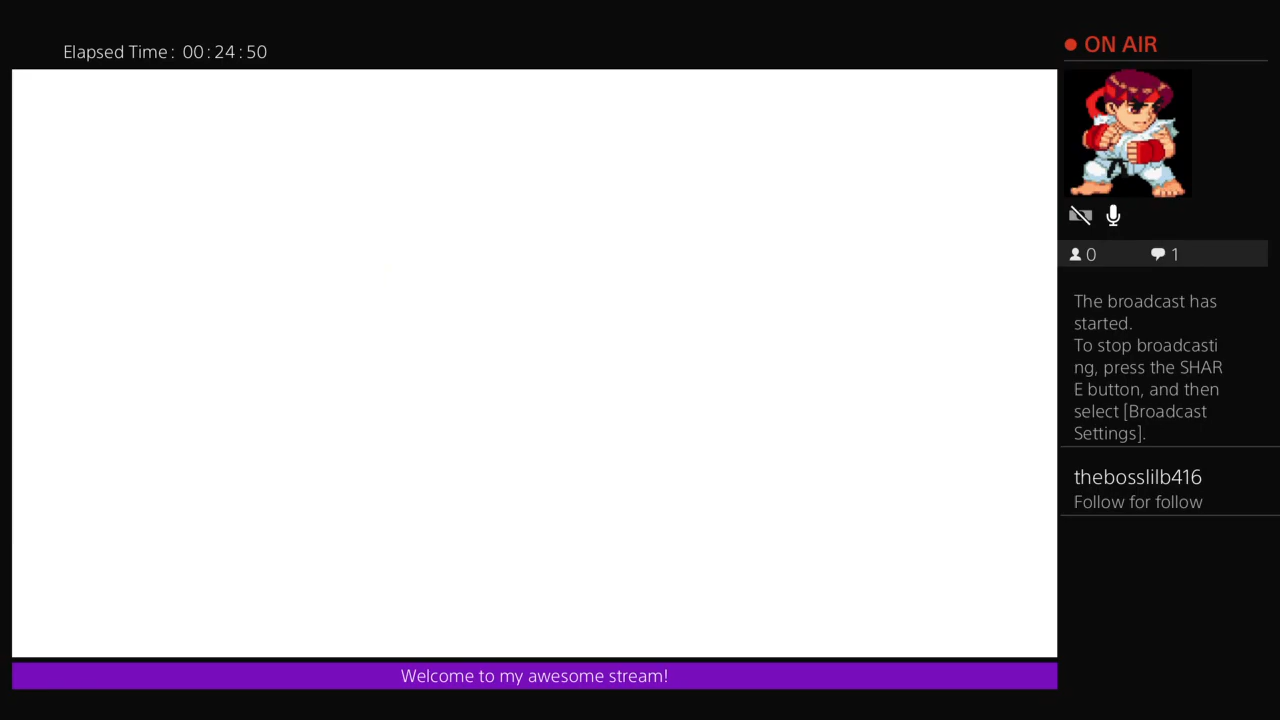 Elapsed Time: 00:24:50
ON AIR
0 1
The broadcast has
started.
To stop broadcasti
ng, press the SHAR
E button, and then
select [Broadcast
Settings].
thebosslilb416
Follow for follow
Welcome to my awesome stream!